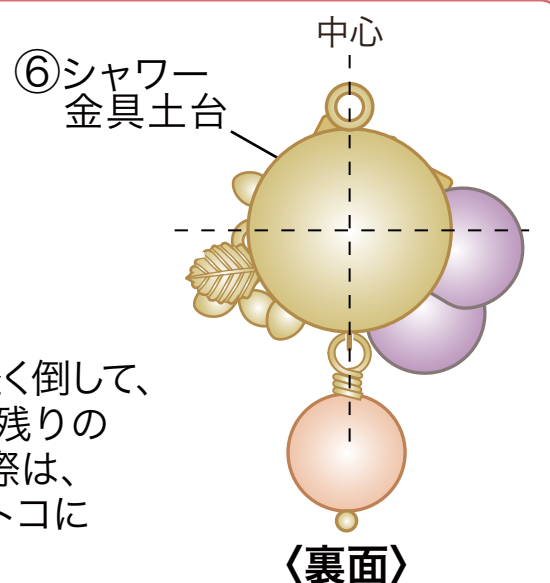 中心
⑥シャワー
金具土台
く倒して、
残りの
際は、
トコに
〈裏面〉